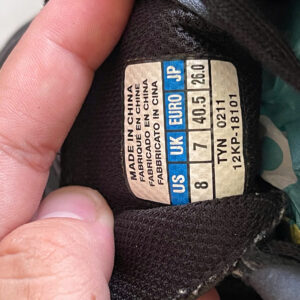 MADE IN CHINA
FABRIQUÉ EN CHINE
FABRICADO EN CHINA
FABBRICATO IN CINA
US UK EURO JP
8 7 40.5 26.0
TYN 0211
12KP-18101